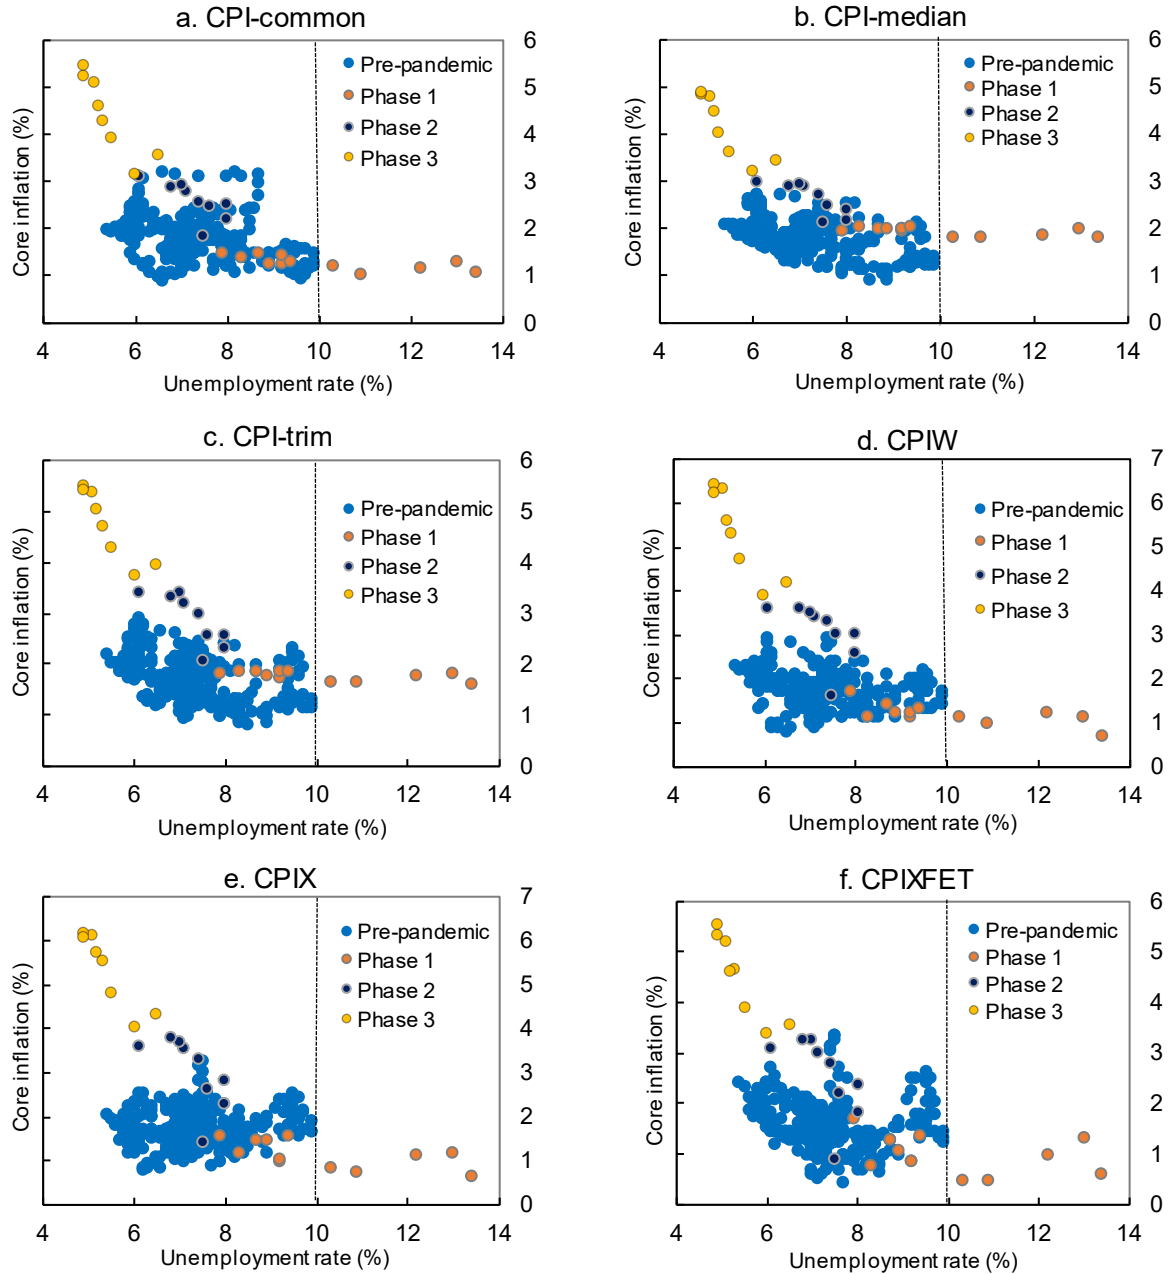 a. CPI-common
6
5
4
3
2
1
0
Core inflation (%)
Pre-pandemic
Phase 1
Phase 2
Phase 3
4 6 8 10 12 14
Unemployment rate (%)
b. CPI-median
6
5
4
3
2
1
0
Core inflation (%)
Pre-pandemic
Phase 1
Phase 2
Phase 3
4 6 8 10 12 14
Unemployment rate (%)
c. CPI-trim
6
5
4
3
2
1
0
Core inflation (%)
Pre-pandemic
Phase 1
Phase 2
Phase 3
4 6 8 10 12 14
Unemployment rate (%)
d. CPIW
7
6
5
4
3
2
1
0
Core inflation (%)
Pre-pandemic
Phase 1
Phase 2
Phase 3
4 6 8 10 12 14
Unemployment rate (%)
e. CPIX
7
6
5
4
3
2
1
0
Core inflation (%)
Pre-pandemic
Phase 1
Phase 2
Phase 3
4 6 8 10 12 14
Unemployment rate (%)
f. CPIXFET
6
5
4
3
2
1
0
Core inflation (%)
Pre-pandemic
Phase 1
Phase 2
Phase 3
4 6 8 10 12 14
Unemployment rate (%)